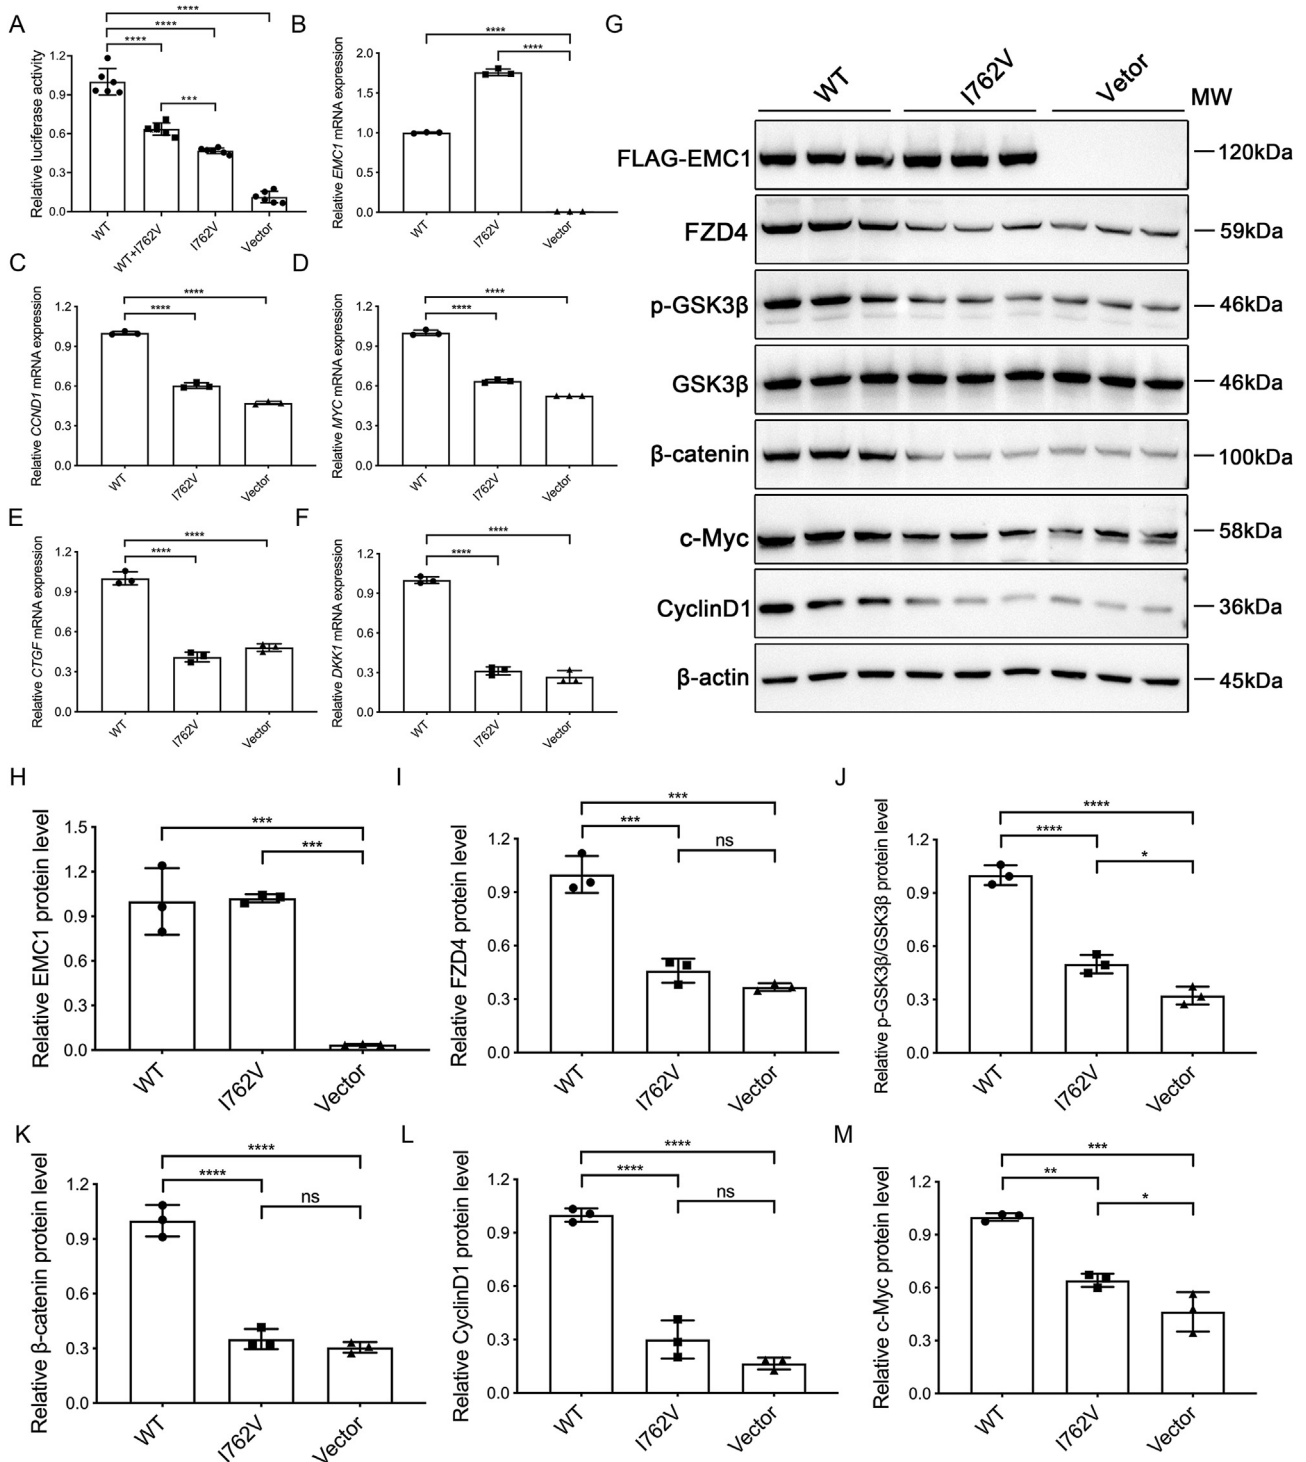 A
****
****
****
***
Relative luciferase activity
1.2
0.9
0.6
0.3
0.0
WT
WT+I762V
I762V
Vector
B
****
****
Relative EMC1 mRNA expression
2.0
1.5
1.0
0.5
0.0
WT
I762V
Vector
C
****
****
Relative CCND1 mRNA expression
1.2
0.9
0.6
0.3
0.0
WT
I762V
Vector
D
****
****
Relative MYC mRNA expression
1.2
0.9
0.6
0.3
0.0
WT
I762V
Vector
E
****
****
Relative CTGF mRNA expression
1.2
0.9
0.6
0.3
0.0
WT
I762V
Vector
F
****
****
Relative DKK1 mRNA expression
1.2
0.9
0.6
0.3
0.0
WT
I762V
Vector
G
WT
I762V
Vetor
MW
FLAG-EMC1
120kDa
FZD4
59kDa
p-GSK3β
46kDa
GSK3β
46kDa
β-catenin
100kDa
c-Myc
58kDa
CyclinD1
36kDa
β-actin
45kDa
H
***
***
Relative EMC1 protein level
1.5
1.2
0.9
0.6
0.3
0.0
WT
I762V
Vector
I
***
***
ns
Relative FZD4 protein level
1.2
0.9
0.6
0.3
0.0
WT
I762V
Vector
J
****
****
*
Relative p-GSK3β/GSK3β protein level
1.2
0.9
0.6
0.3
0.0
WT
I762V
Vector
K
****
****
ns
Relative β-catenin protein level
1.2
0.9
0.6
0.3
0.0
WT
I762V
Vector
L
****
****
ns
Relative CyclinD1 protein level
1.2
0.9
0.6
0.3
0.0
WT
I762V
Vector
M
***
**
*
Relative c-Myc protein level
1.2
0.9
0.6
0.3
0.0
WT
I762V
Vector